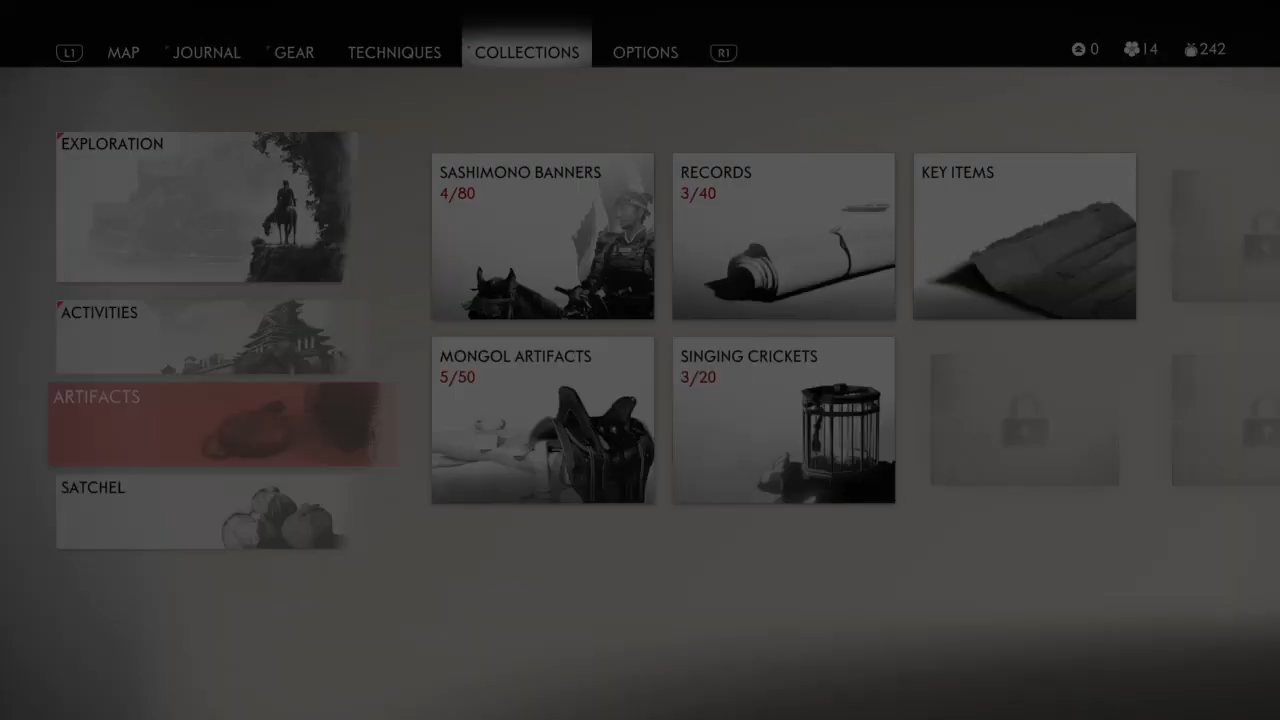 L1 MAP JOURNAL GEAR TECHNIQUES COLLECTIONS OPTIONS R1 0 14 242
EXPLORATION
ACTIVITIES
ARTIFACTS
SATCHEL
SASHIMONO BANNERS
4/80
RECORDS
3/40
KEY ITEMS
MONGOL ARTIFACTS
5/50
SINGING CRICKETS
3/20